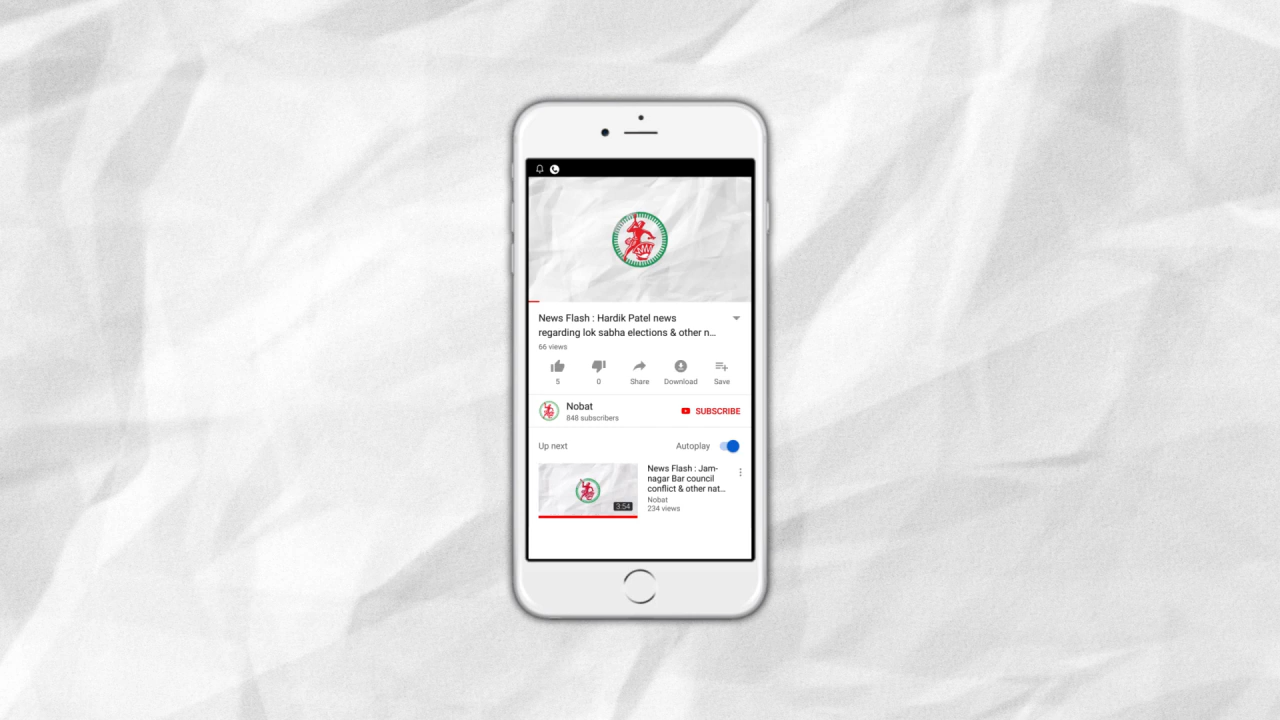 News Flash : Hardik Patel news
regarding lok sabha elections & other n...
66 views
5
0
Share
Download
Save
Nobat
848 subscribers
SUBSCRIBE
Up next
Autoplay
3:54
News Flash : Jam-
nagar Bar council
conflict & other nat...
Nobat
234 views